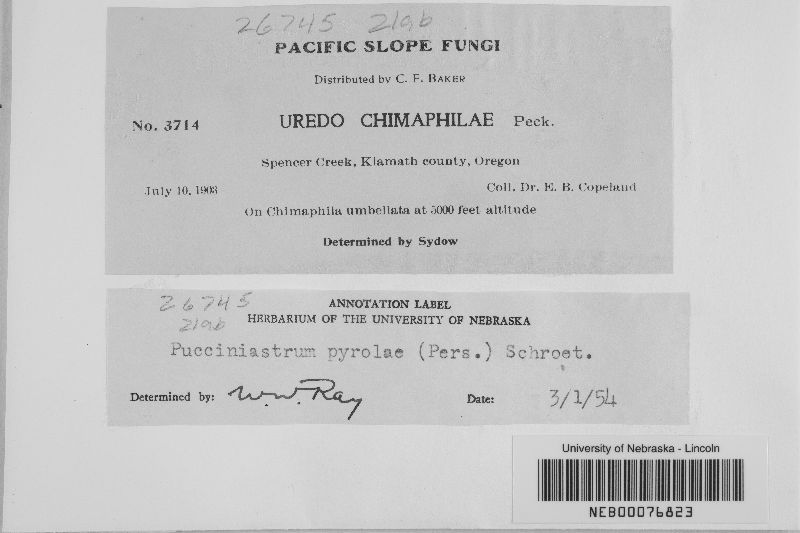 26745 21ab
PACIFIC SLOPE FUNGI
Distributed by C. F. BAKER
No. 3714 UREDO CHIMAPHILAE Peck.
Spencer Creek, Klamath county, Oregon
July 10, 1903 Coll. Dr. E. B. Copeland
On Chimaphila umbellata at 5000 feet altitude
Determined by Sydow
26745 ANNOTATION LABEL
21ab HERBARIUM OF THE UNIVERSITY OF NEBRASKA
Pucciniastrum pyrolae (Pers.) Schroet.
Determined by: W.W. Ray Date: 3/1/54
University of Nebraska - Lincoln
NEB00076823